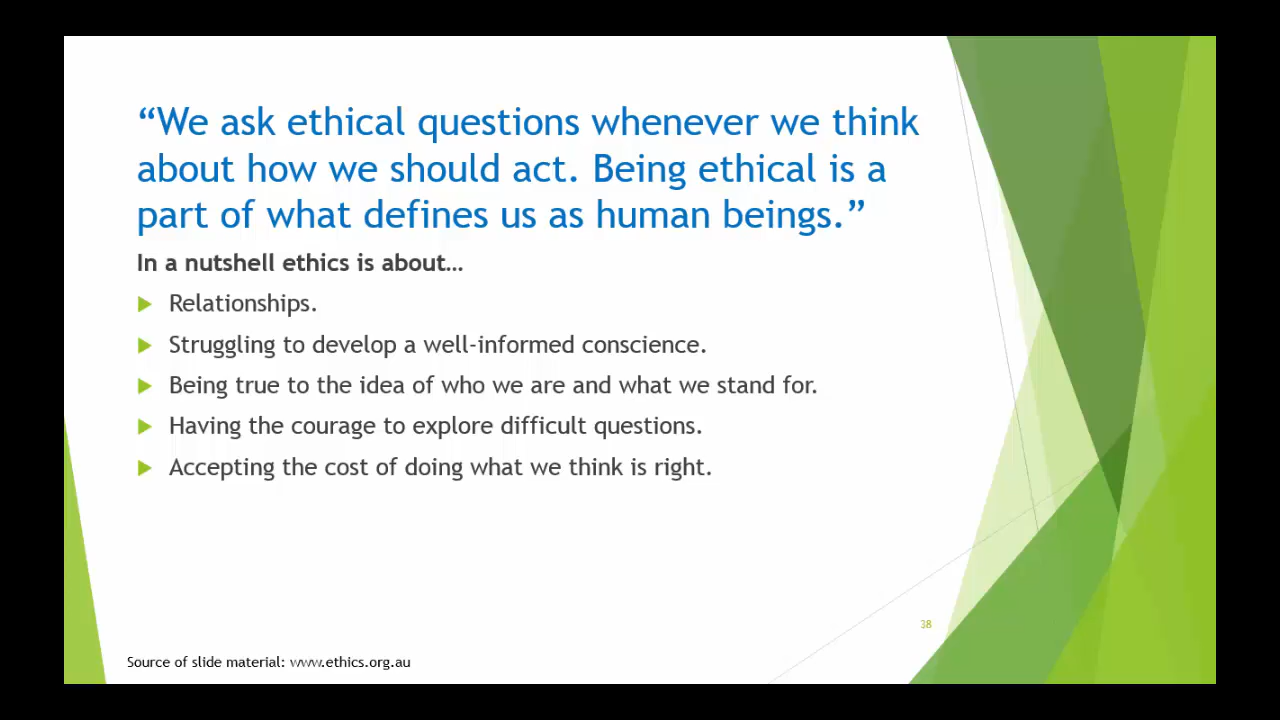 “We ask ethical questions whenever we think
about how we should act. Being ethical is a
part of what defines us as human beings.”
In a nutshell ethics is about…
Relationships.
Struggling to develop a well-informed conscience.
Being true to the idea of who we are and what we stand for.
Having the courage to explore difficult questions.
Accepting the cost of doing what we think is right.
38
Source of slide material: www.ethics.org.au